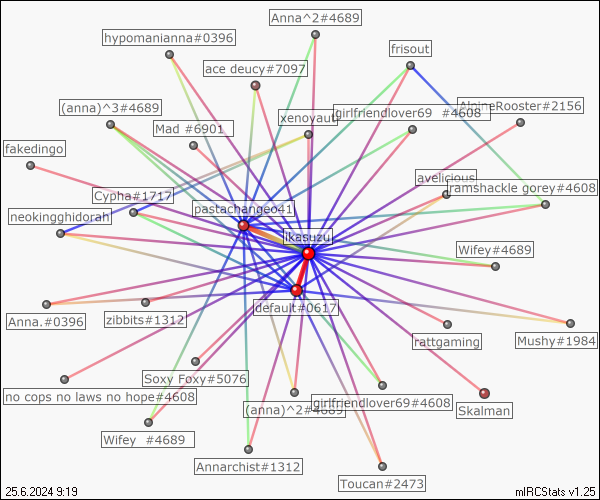 Anna^2#4689
hypomanianna#0396
frisout
ace deucy#7097
(anna)^3#4689
xenoyauti
girlfriendlover69 #4608
AlpineRooster#2156
Mad #6901
fakedingo
avelicious
Cypha#1717
ramshackle gorey#4608
pastachangeo41
neokingghidorah
ikasuzu
Wifey#4689
default#0617
Anna.#0396
zibbits#1312
rattgaming
Mushy#1984
Soxy Foxy#5076
no cops no laws no hope#4608
(anna)^2#4689
girlfriendlover69#4608
Skalman
Wifey #4689
Annarchist#1312
Toucan#2473
25.6.2024 9:19
mIRCStats v1.25